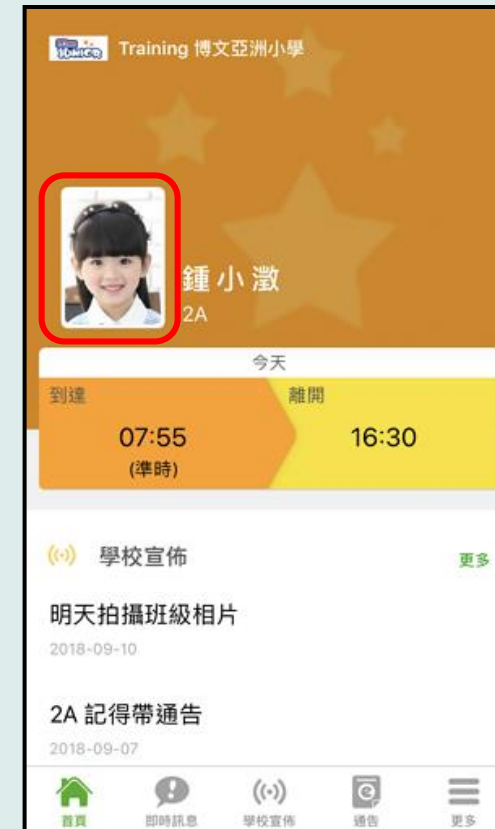 JUNIOR Training 博文亞洲小學
鍾小澂
2A
今天
到達 離開
07:55 16:30
(準時)
學校宣佈 更多
明天拍攝班級相片
2018-09-10
2A 記得帶通告
2018-09-07
首頁 即時訊息 學校宣佈 通告 更多